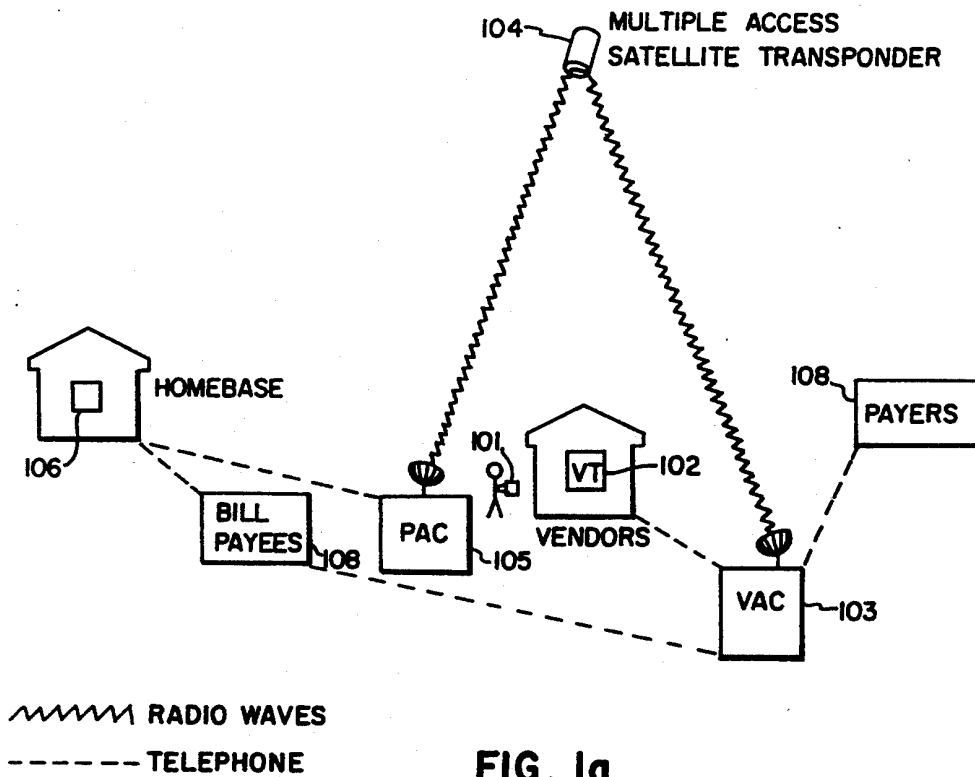 104
MULTIPLE ACCESS
SATELLITE TRANSPONDER
HOMEBASE
106
BILL
PAYEES
108
PAC
105
101
VT
102
VENDORS
108
PAYERS
VAC
103
RADIO WAVES
TELEPHONE
FIG. 1a